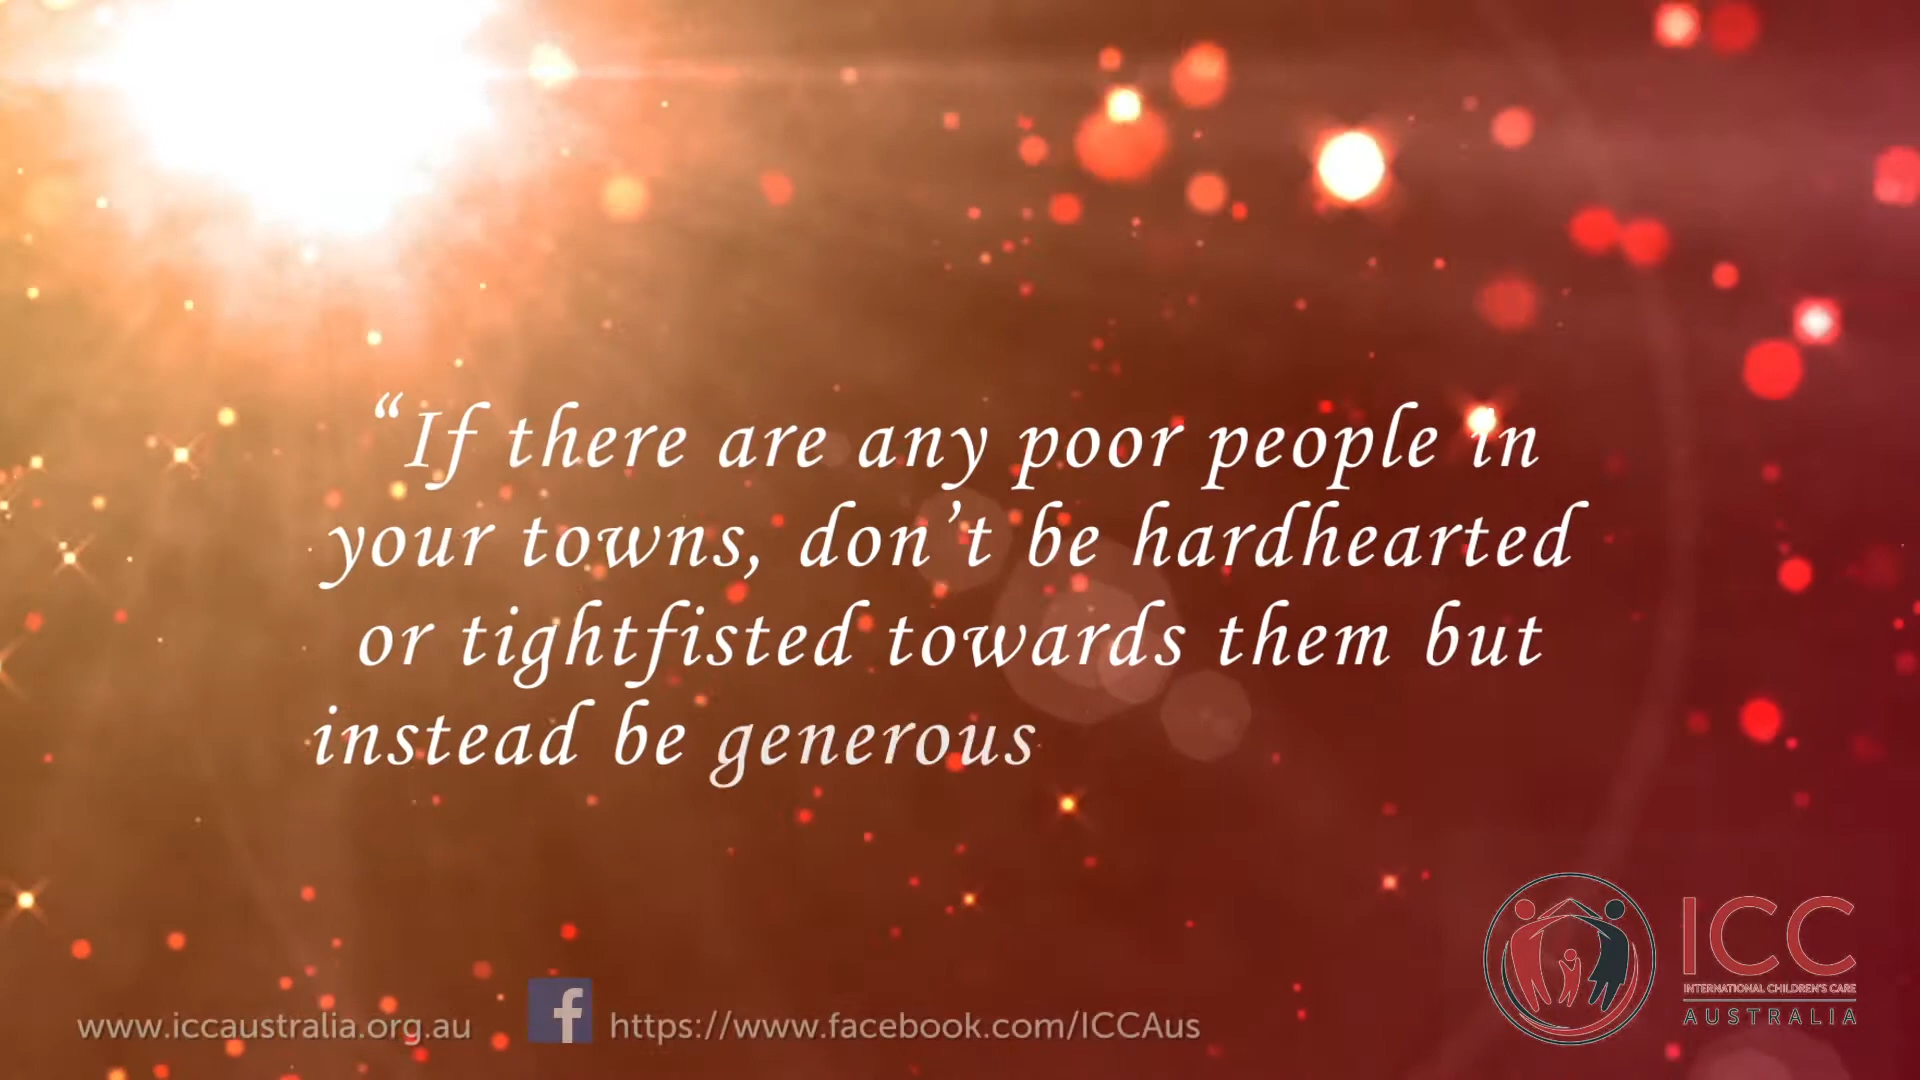 “If there are any poor people in
your towns, don’t be hardhearted
or tightfisted towards them but
instead be generous
www.iccaustralia.org.au
f https://www.facebook.com/ICCAus
ICC
INTERNATIONAL CHILDREN'S CARE
AUSTRALIA